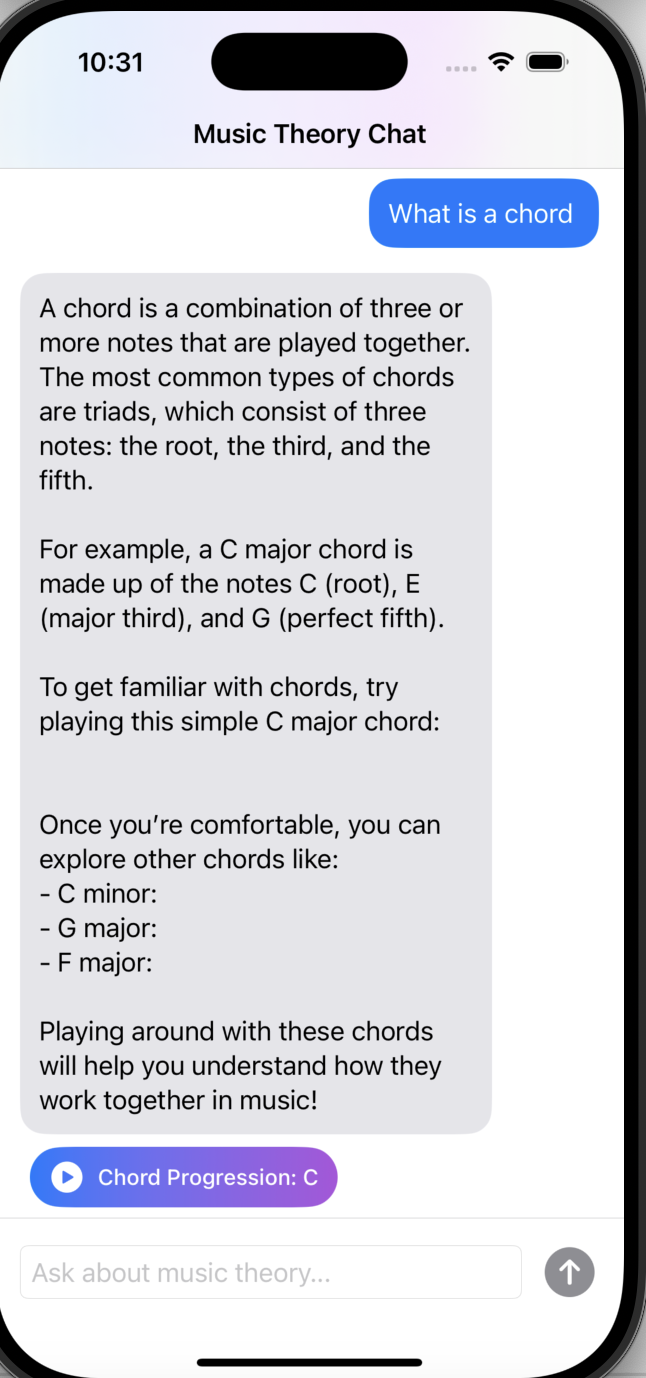 10:31
Music Theory Chat
What is a chord
A chord is a combination of three or
more notes that are played together.
The most common types of chords
are triads, which consist of three
notes: the root, the third, and the
fifth.
For example, a C major chord is
made up of the notes C (root), E
(major third), and G (perfect fifth).
To get familiar with chords, try
playing this simple C major chord:
Once you’re comfortable, you can
explore other chords like:
- C minor:
- G major:
- F major:
Playing around with these chords
will help you understand how they
work together in music!
Chord Progression: C
Ask about music theory...